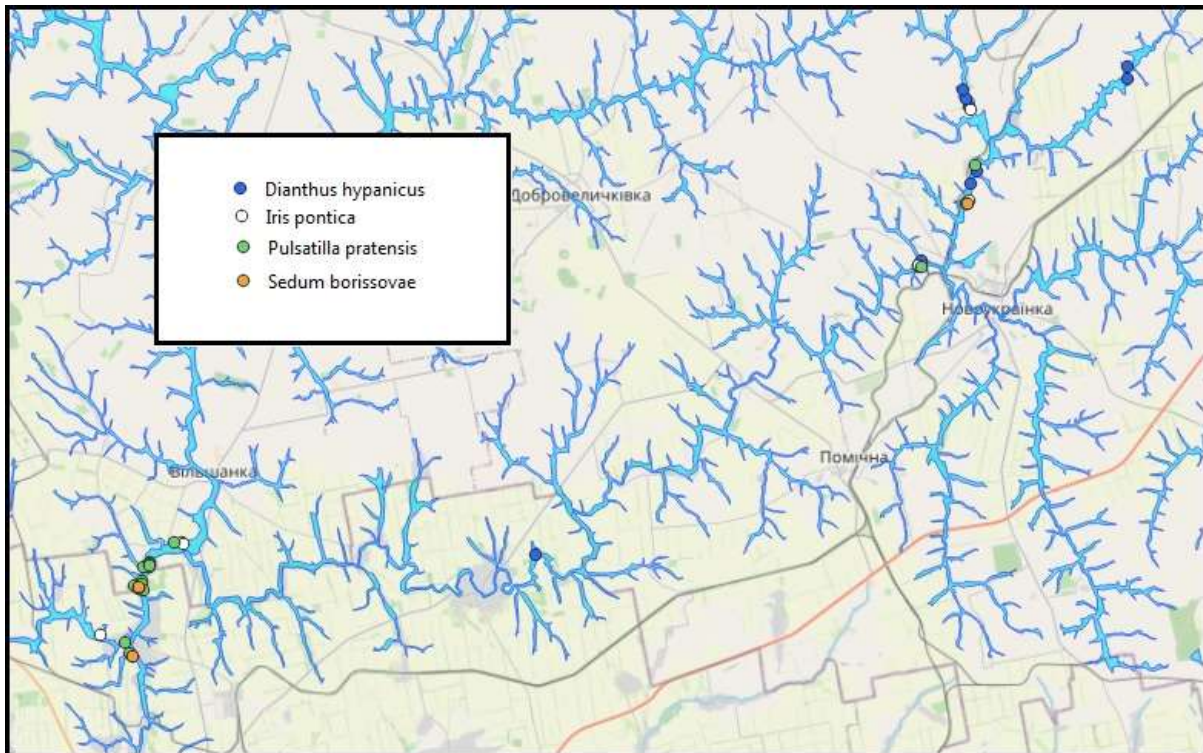 Dianthus hypanicus
Iris pontica
Pulsatilla pratensis
Sedum borissovae
Добровеличківка
Новоукраїнка
Помічна
Вільшанка